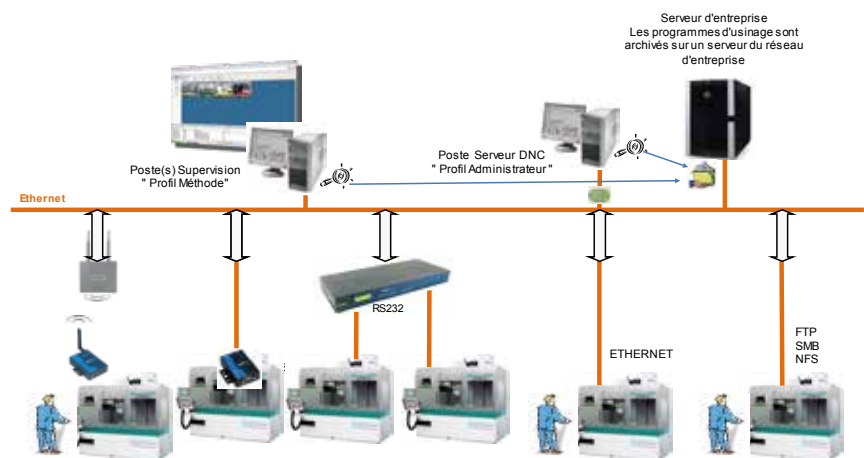 Serveur d'entreprise
Les programmes d'usinage sont
archivés sur un serveur du réseau
d'entreprise
Poste(s) Supervision
" Profil Méthode"
Poste Serveur DNC
" Profil Administrateur "
Ethernet
RS232
ETHERNET
FTP
SMB
NFS